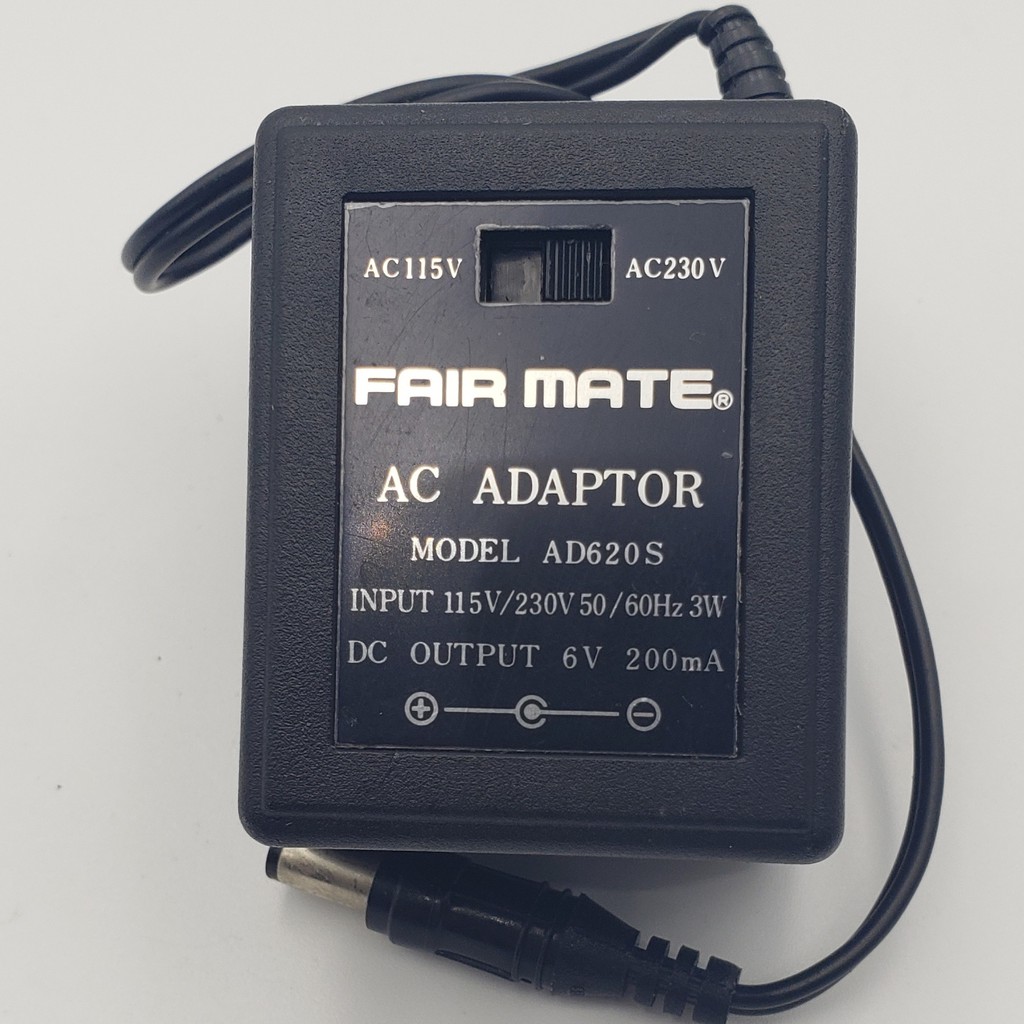 AC115V AC230V
FAIR MATE®
AC ADAPTOR
MODEL AD620S
INPUT 115V/230V 50/60Hz 3W
DC OUTPUT 6V 200mA
+ −